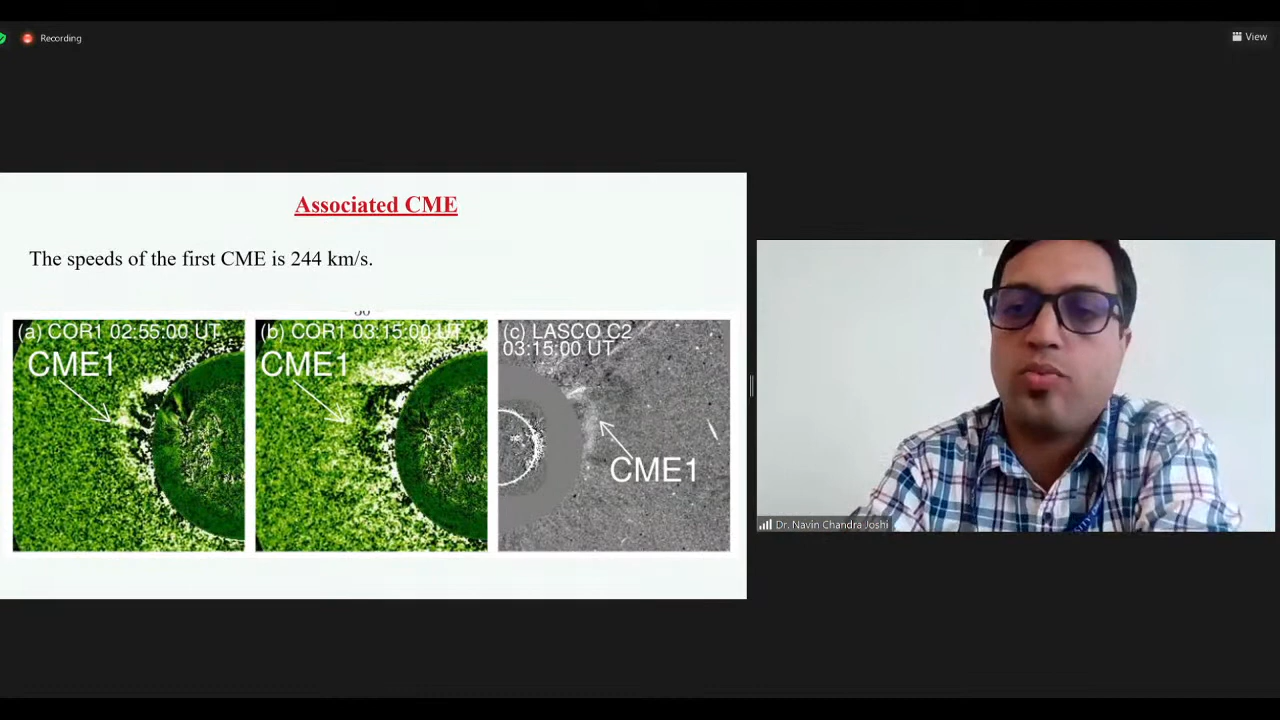 Recording
View
Associated CME
The speeds of the first CME is 244 km/s.
(a) COR1 02:55:00 UT
CME1
(b) COR1 03:15:00 UT
CME1
(c) LASCO C2
03:15:00 UT
CME1
Dr. Navin Chandra Joshi